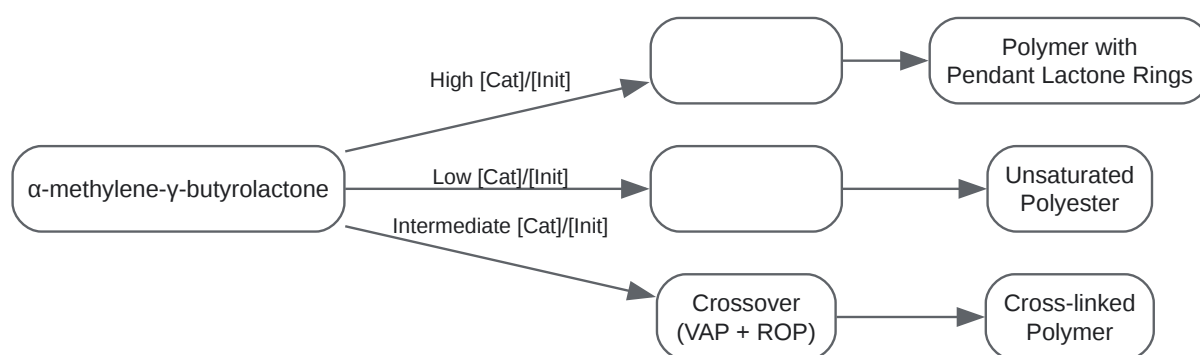 High [Cat]/[Init]
Polymer with
Pendant Lactone Rings
α-methylene-γ-butyrolactone
Low [Cat]/[Init]
Unsaturated
Polyester
Intermediate [Cat]/[Init]
Crossover
(VAP + ROP)
Cross-linked
Polymer